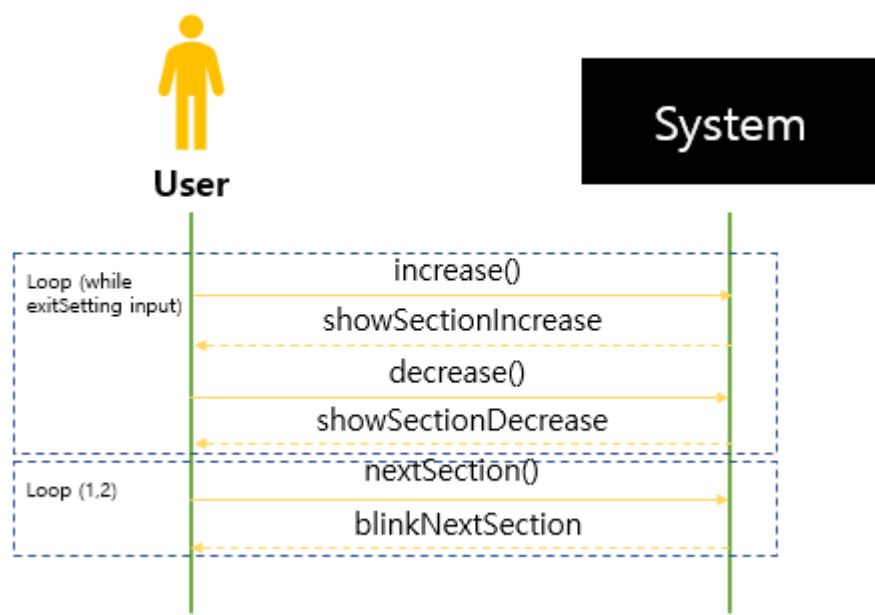 System
User
Loop (while
exitSetting input)
increase()
showSectionIncrease
decrease()
showSectionDecrease
Loop (1,2)
nextSection()
blinkNextSection